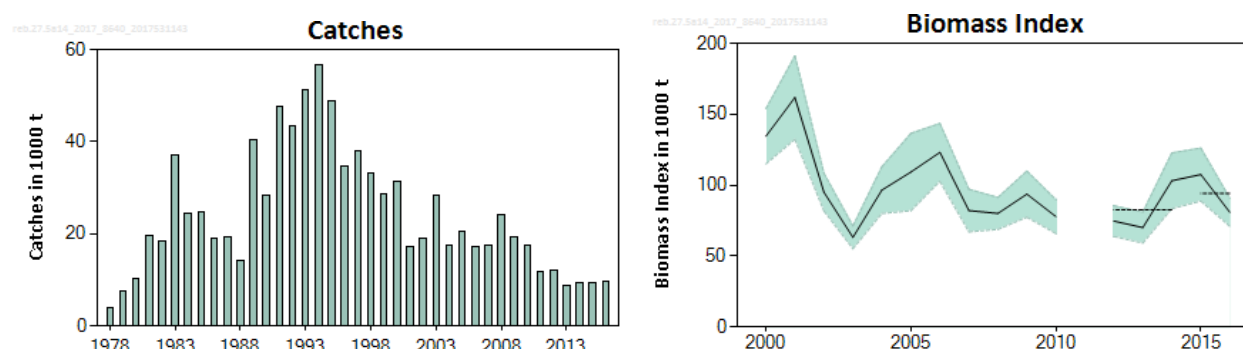 reb.27.5a14_2017_8640_2017531143
Catches
Catches in 1000 t
60
40
20
0
1978 1983 1988 1993 1998 2003 2008 2013
reb.27.5a14_2017_8640_2017531143
Biomass Index
Biomass Index in 1000 t
200
150
100
50
0
2000 2005 2010 2015